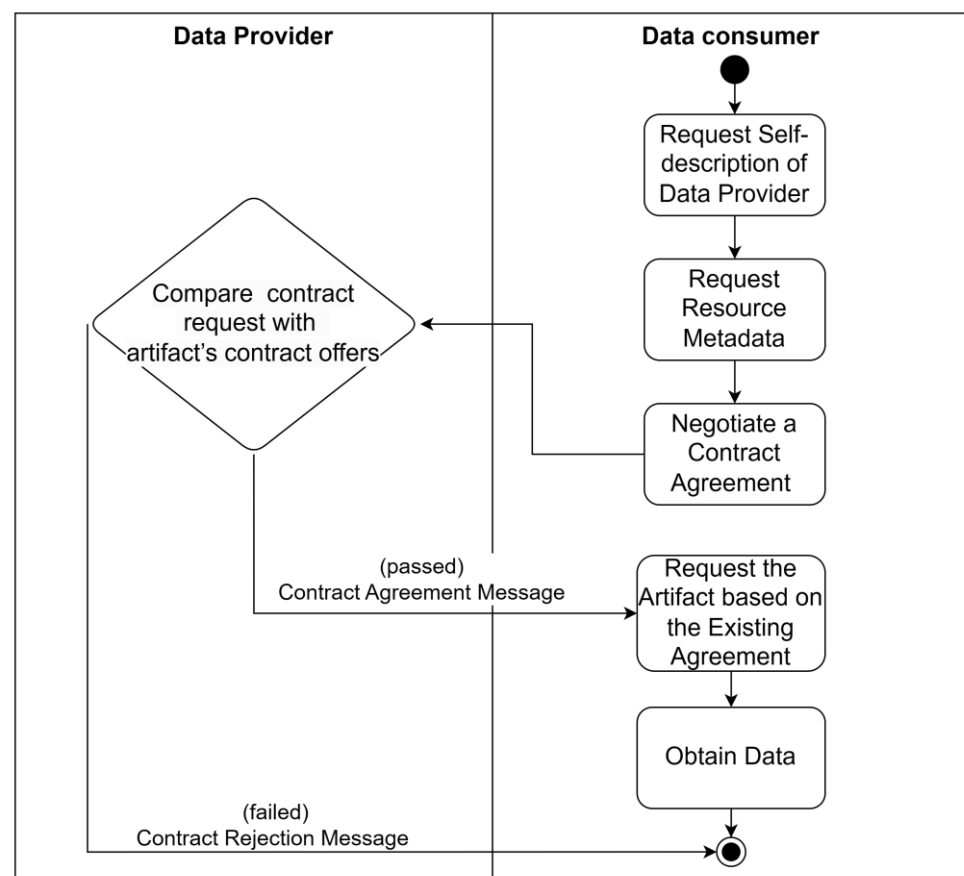 Data Provider
Data consumer
Request Self-
description of
Data Provider
Request
Resource
Metadata
Compare contract
request with
artifact's contract offers
Negotiate a
Contract
Agreement
(passed)
Contract Agreement Message
Request the
Artifact based on
the Existing
Agreement
Obtain Data
(failed)
Contract Rejection Message